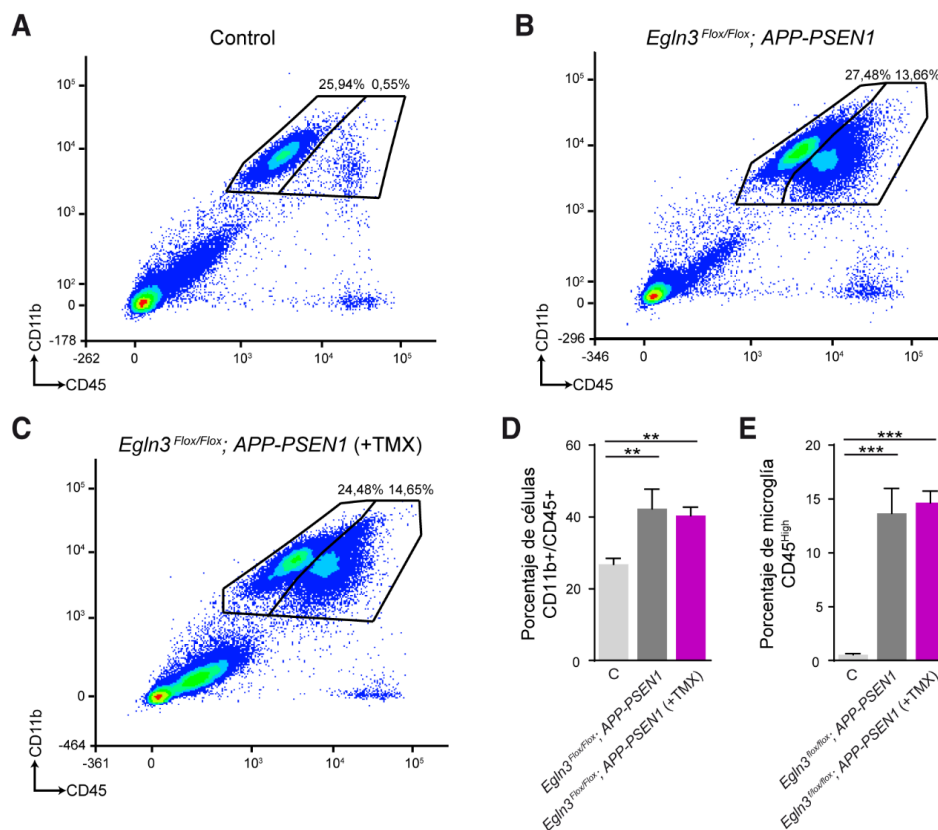 A
Control
25,94% 0,55%
10⁵
10⁴
10³
10²
0
-178
-262
0
10³
10⁴
10⁵
CD11b
CD45
B
Egln3 Flox/Flox; APP-PSEN1
27,48% 13,66%
10⁵
10⁴
10³
10²
0
-296
-346
0
10³
10⁴
10⁵
CD11b
CD45
C
Egln3 Flox/Flox; APP-PSEN1 (+TMX)
24,48% 14,65%
10⁵
10⁴
10³
0
-464
-361
0
10³
10⁴
10⁵
CD11b
CD45
D
Porcentaje de células
CD11b+/CD45+
60
40
20
0
**
**
C
Egln3 Flox/Flox; APP-PSEN1
Egln3 Flox/Flox; APP-PSEN1 (+TMX)
E
Porcentaje de microglía
CD45High
20
15
10
5
0
***
***
C
Egln3 flox/flox; APP-PSEN1
Egln3 flox/flox; APP-PSEN1 (+TMX)